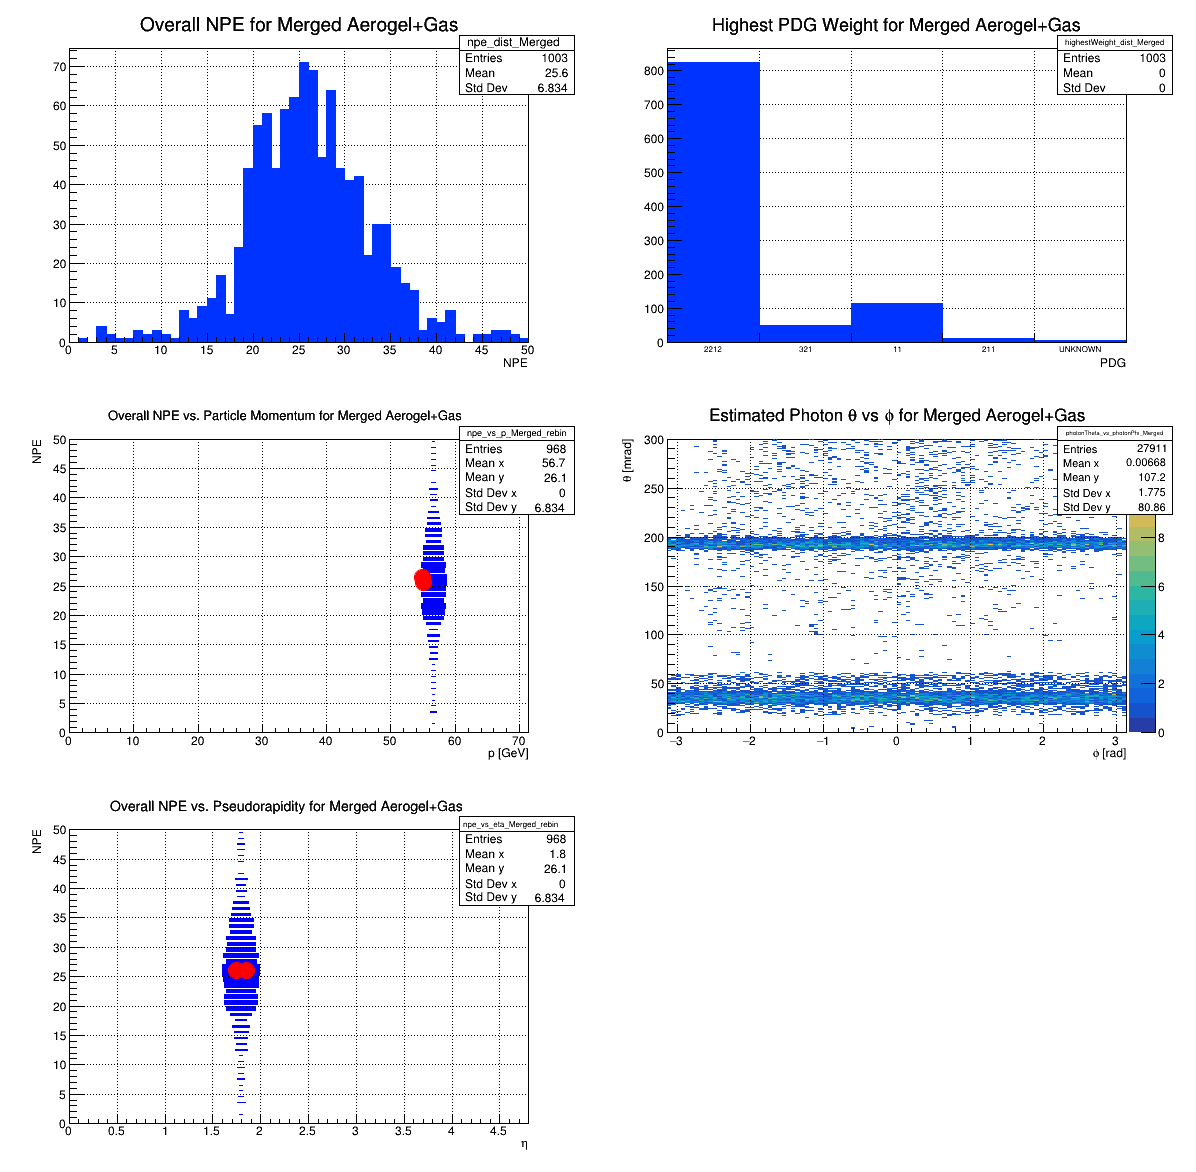 Overall NPE for Merged Aerogel+Gas
npe_dist_Merged
Entries 1003
Mean 25.6
Std Dev 6.834
70
60
50
40
30
20
10
0
0 5 10 15 20 25 30 35 40 45 50
NPE
Highest PDG Weight for Merged Aerogel+Gas
highestWeight_dist_Merged
Entries 1003
Mean 0
Std Dev 0
800
700
600
500
400
300
200
100
0
2212 321 11 211 UNKNOWN
PDG
Overall NPE vs. Particle Momentum for Merged Aerogel+Gas
npe_vs_p_Merged_rebin
Entries 968
Mean x 56.7
Mean y 26.1
Std Dev x 0
Std Dev y 6.834
NPE
50
45
40
35
30
25
20
15
10
5
0
0 10 20 30 40 50 60 70
p [GeV]
Estimated Photon θ vs ϕ for Merged Aerogel+Gas
photonTheta_vs_photonPhi_Merged
Entries 27911
Mean x 0.00668
Mean y 107.2
Std Dev x 1.775
Std Dev y 80.86
θ [mrad]
300
250
200
150
100
50
0
−3 −2 −1 0 1 2 3
ϕ [rad]
8
6
4
2
0
Overall NPE vs. Pseudorapidity for Merged Aerogel+Gas
npe_vs_eta_Merged_rebin
Entries 968
Mean x 1.8
Mean y 26.1
Std Dev x 0
Std Dev y 6.834
NPE
50
45
40
35
30
25
20
15
10
5
0
0 0.5 1 1.5 2 2.5 3 3.5 4 4.5
η